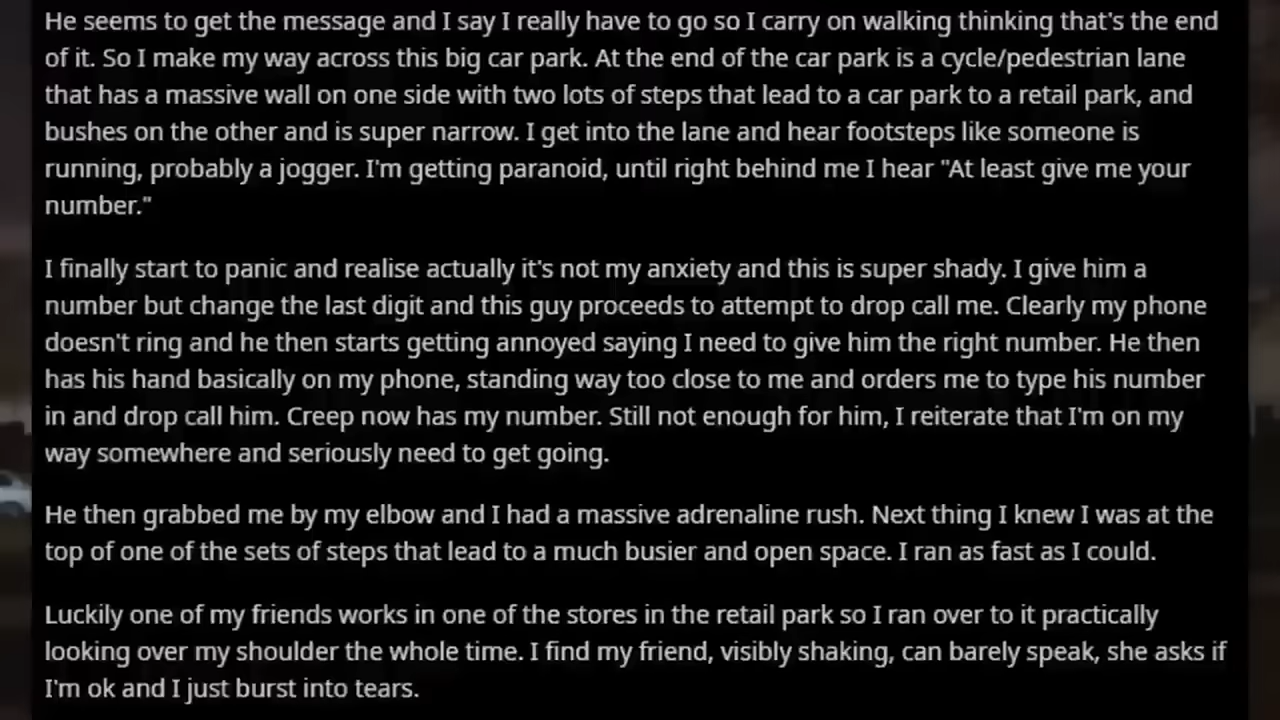 He seems to get the message and I say I really have to go so I carry on walking thinking that's the end
of it. So I make my way across this big car park. At the end of the car park is a cycle/pedestrian lane
that has a massive wall on one side with two lots of steps that lead to a car park to a retail park, and
bushes on the other and is super narrow. I get into the lane and hear footsteps like someone is
running, probably a jogger. I'm getting paranoid, until right behind me I hear "At least give me your
number."
I finally start to panic and realise actually it's not my anxiety and this is super shady. I give him a
number but change the last digit and this guy proceeds to attempt to drop call me. Clearly my phone
doesn't ring and he then starts getting annoyed saying I need to give him the right number. He then
has his hand basically on my phone, standing way too close to me and orders me to type his number
in and drop call him. Creep now has my number. Still not enough for him, I reiterate that I'm on my
way somewhere and seriously need to get going.
He then grabbed me by my elbow and I had a massive adrenaline rush. Next thing I knew I was at the
top of one of the sets of steps that lead to a much busier and open space. I ran as fast as I could.
Luckily one of my friends works in one of the stores in the retail park so I ran over to it practically
looking over my shoulder the whole time. I find my friend, visibly shaking, can barely speak, she asks if
I'm ok and I just burst into tears.